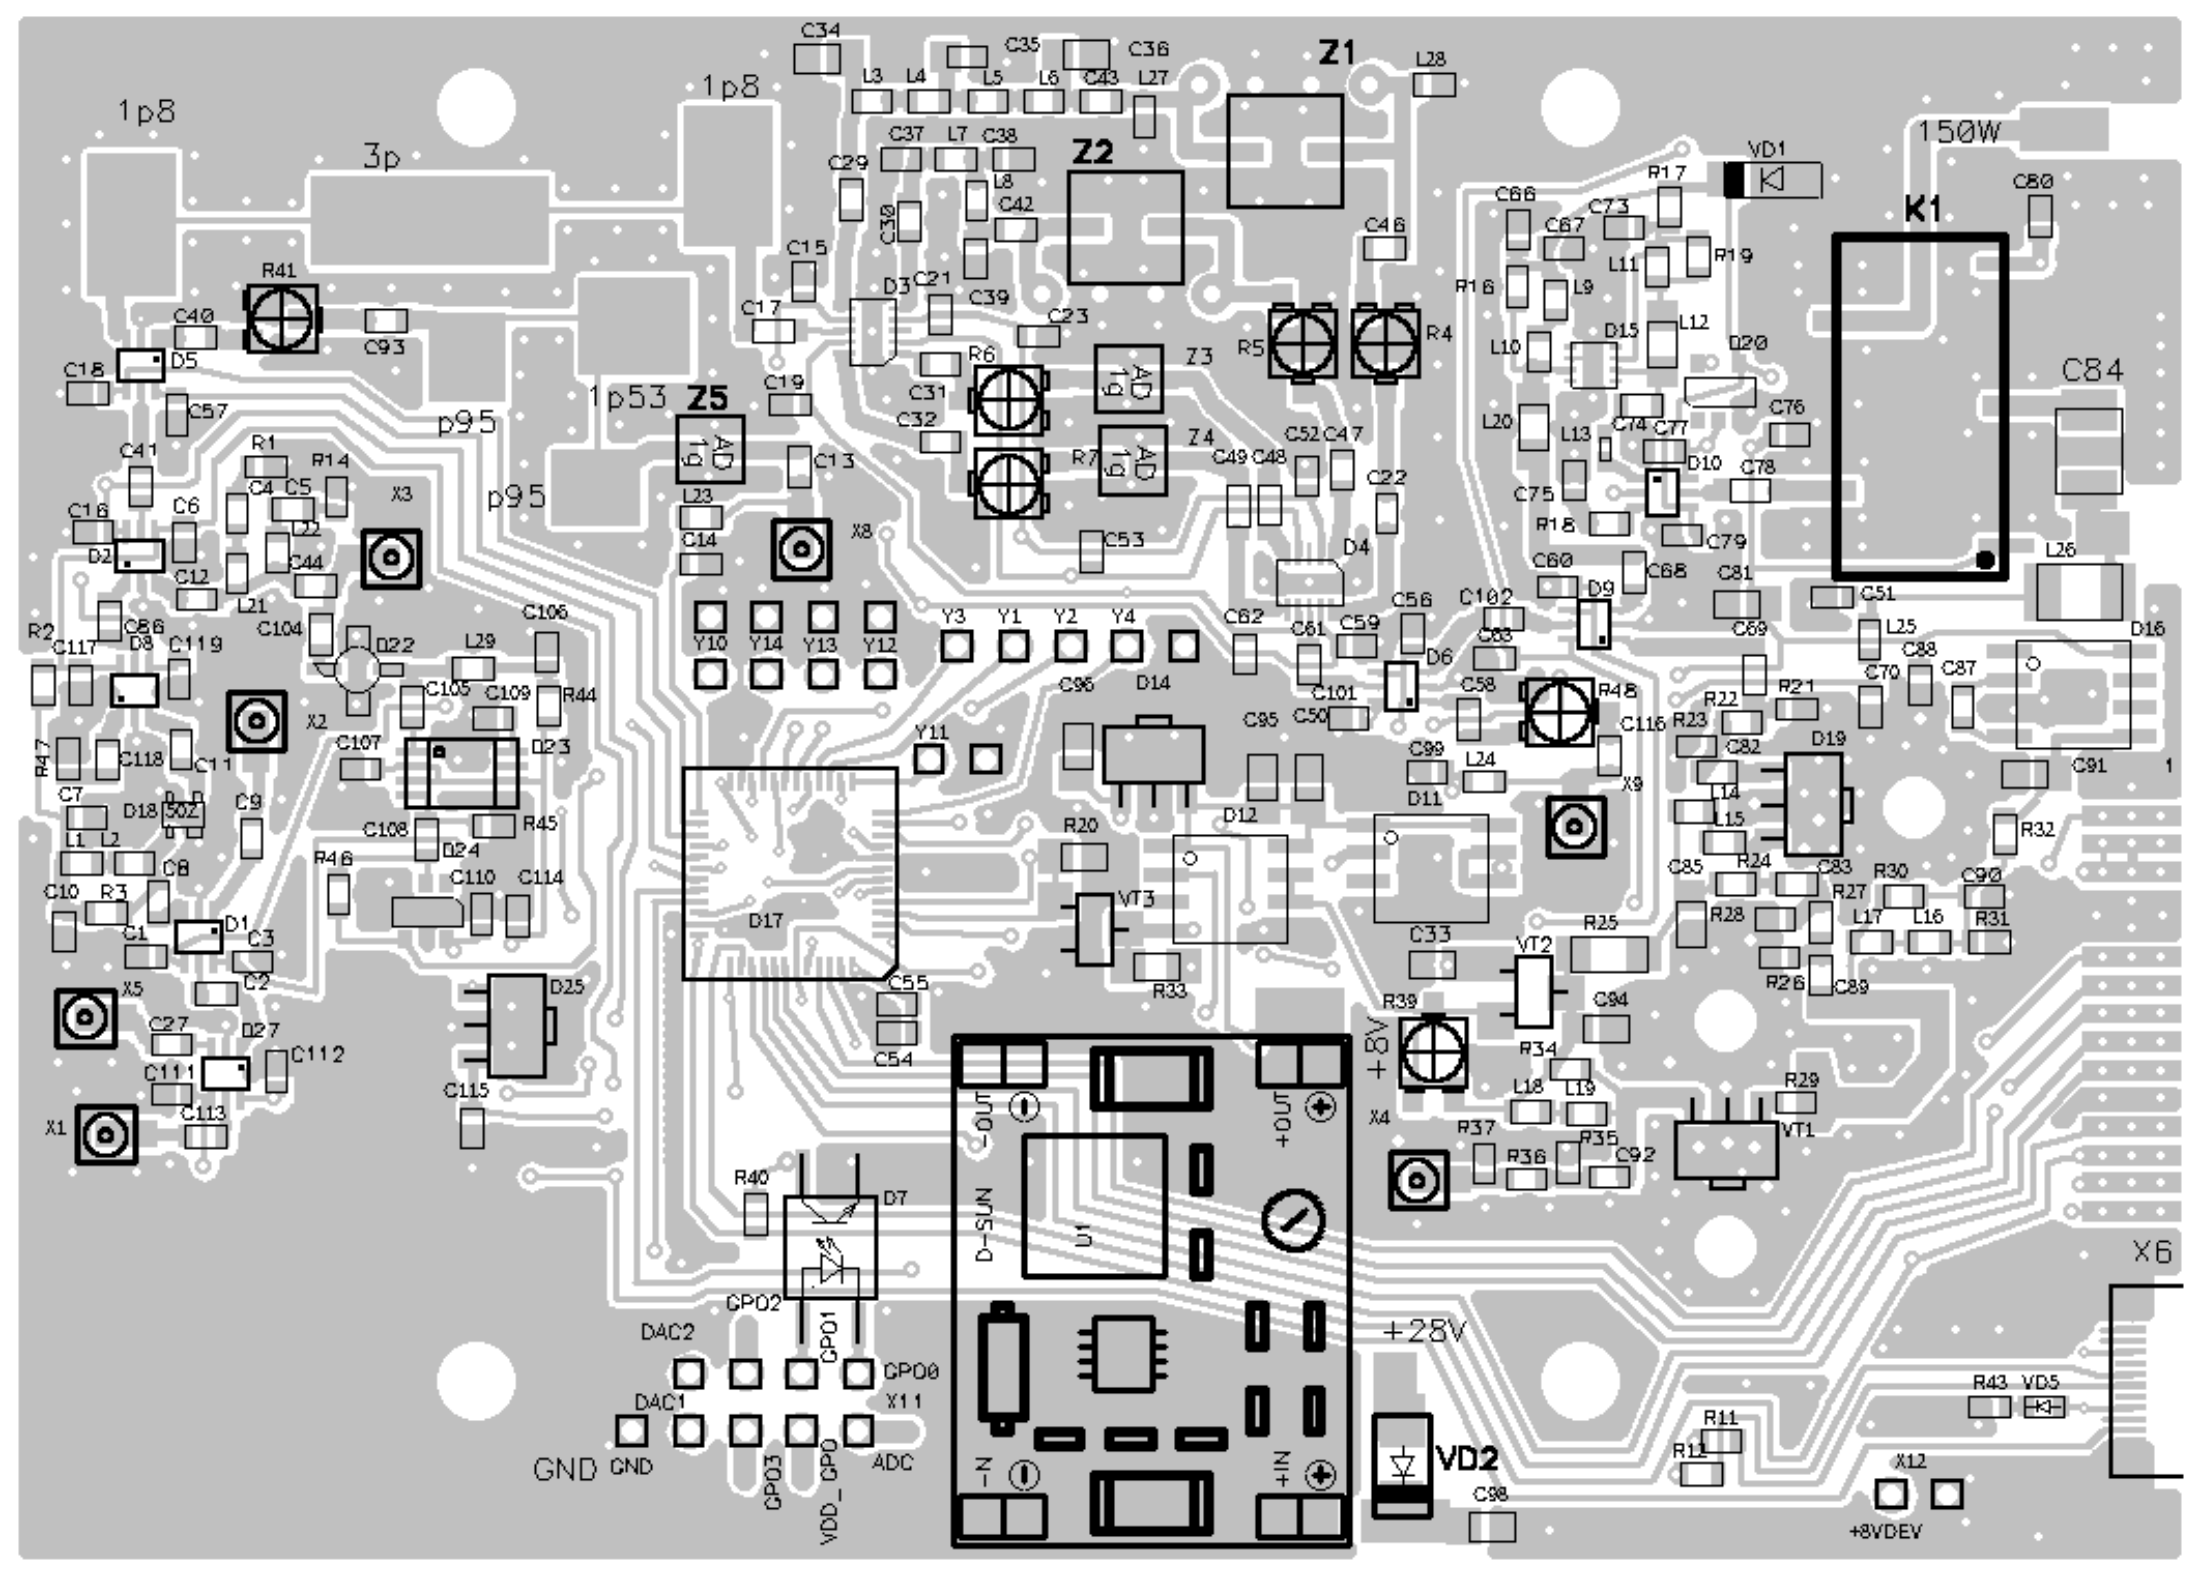 C34
C35
C36
Z1
L28
1p8
1p8
L3
L4
L5
L6
C43
L27
150W
3p
C37
L7
C38
Z2
VD1
C29
L8
R17
C80
C30
C42
C66
C73
K1
C46
C67
R19
R41
C15
C21
L11
D3
R16
L9
C39
C40
C17
C23
R5
R4
D15
L12
C93
L10
D20
D5
R6
Z3
C18
C19
C31
AD
19
C84
C57
1p53
Z5
p95
C32
L20
C74
C76
C41
R1
R14
AD
19
C13
R7
Z4
AD
19
C52
C47
L13
C77
D10
C4
C5
X3
p95
C49
C48
C22
C75
C78
C16
C6
L22
L23
X8
R18
D2
C44
C14
C53
D4
C60
C79
L26
C12
C68
C81
L21
D9
C51
C86
C104
C106
Y10
Y14
Y13
Y12
Y3
Y1
Y2
Y4
C62
C61
C59
C56
C102
C69
L25
D16
R2
C117
D8
C119
D22
L29
C63
D6
C88
C87
C96
D14
C105
C109
R44
C101
C50
C58
R48
R22
R21
C70
X2
Y11
C95
C116
R23
R47
C118
C11
C107
D23
C99
L24
C82
D19
C91
1
X9
C7
D18
50Z
C9
D11
L14
C108
R45
D12
L15
R32
L1
L2
R46
D24
R20
C85
R24
C83
C8
C10
R3
C110
C114
VT3
R27
R30
C90
D17
D1
R28
L17
L16
R31
C1
C3
C33
VT2
R25
C2
D25
C55
R33
R26
C89
X5
R39
C94
C27
D27
C54
+8V
C112
R34
C111
R29
C115
-OUT
+OUT
L18
L19
C113
X1
X4
VT1
R37
R35
R36
C92
R40
D7
D-SUN
U1
X6
GPO2
GPO1
DAC2
+28V
GPO0
DAC1
X11
R43
VD5
R11
GND
GND
GPO3
VDD_GPO
ADC
-N
+IN
VD2
R12
X12
C98
+8VDEV